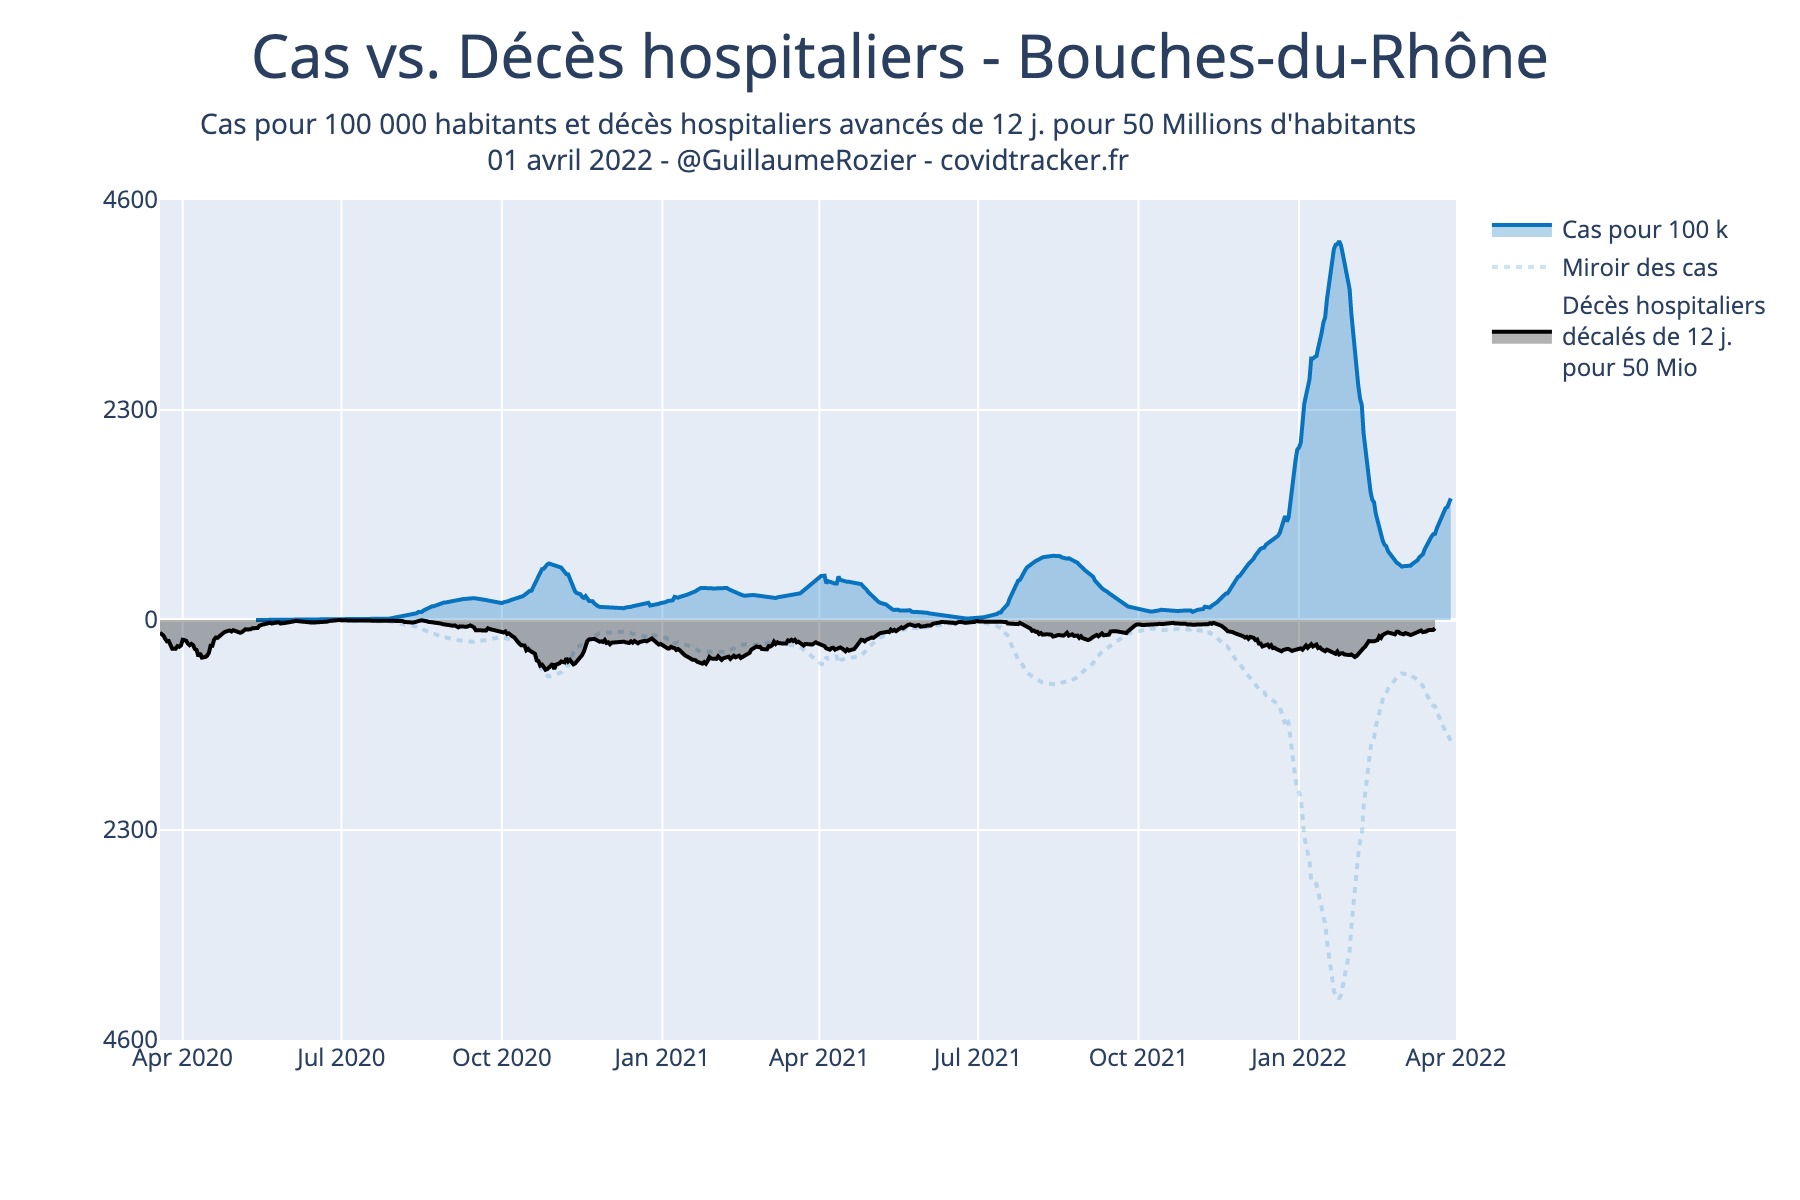 Cas vs. Décès hospitaliers - Bouches-du-Rhône
Cas pour 100 000 habitants et décès hospitaliers avancés de 12 j. pour 50 Millions d'habitants
01 avril 2022 - @GuillaumeRozier - covidtracker.fr
4600
2300
0
2300
4600
Apr 2020 Jul 2020 Oct 2020 Jan 2021 Apr 2021 Jul 2021 Oct 2021 Jan 2022 Apr 2022
Cas pour 100 k
Miroir des cas
Décès hospitaliers
décalés de 12 j.
pour 50 Mio